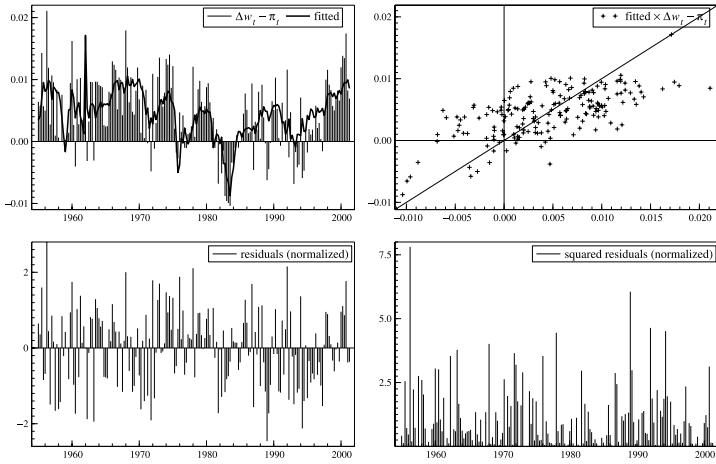 0.02
Δw_t − π_t fitted
0.01
0.00
−0.01
1960 1970 1980 1990 2000
0.02
fitted × Δw_t − π_t
0.01
0.00
−0.01
−0.010 −0.005 0.000 0.005 0.010 0.015 0.020
residuals (normalized)
2
0
−2
1960 1970 1980 1990 2000
7.5
squared residuals (normalized)
5.0
2.5
1960 1970 1980 1990 2000